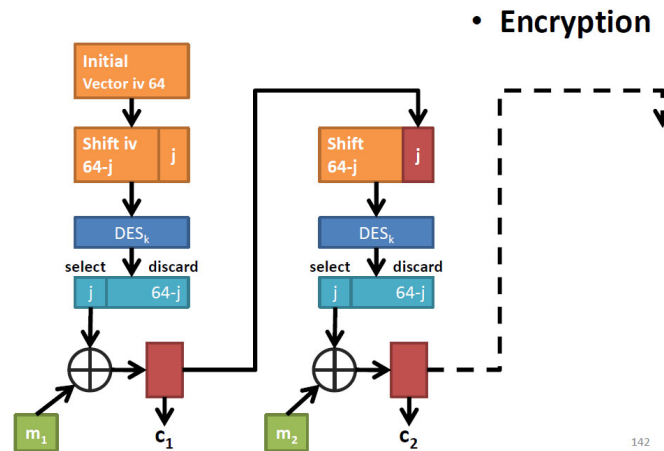 • Encryption
Initial
Vector iv 64
Shift iv
64-j
j
Shift
64-j
j
DESk
DESk
select discard
select discard
j 64-j
j 64-j
m1
c1
m2
c2
142